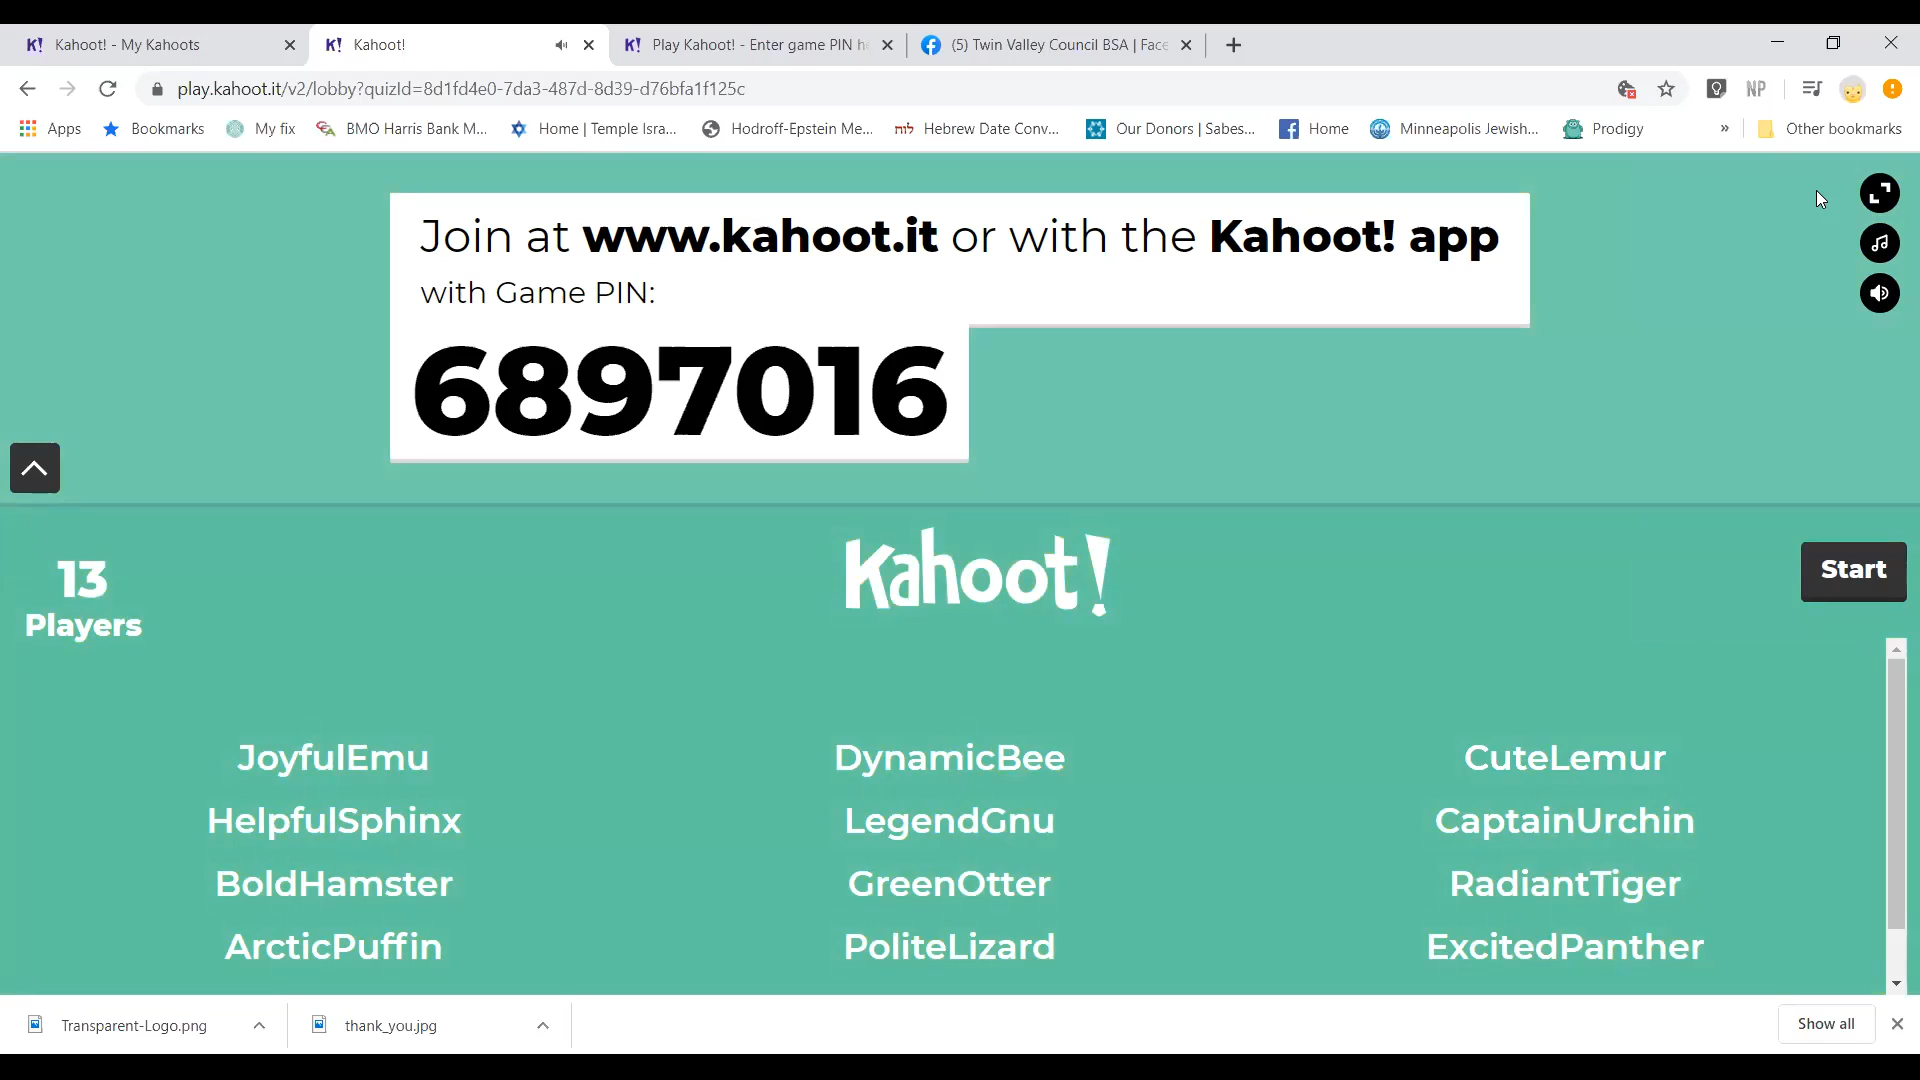 Kahoot! - My Kahoots
Kahoot!
Play Kahoot! - Enter game PIN h
(5) Twin Valley Council BSA | Face
play.kahoot.it/v2/lobby?quizId=8d1fd4e0-7da3-487d-8d39-d76bfa1f125c
NP
Apps
Bookmarks
My fix
BMO Harris Bank M...
Home | Temple Isra...
Hodroff-Epstein Me...
Hebrew Date Conv...
Our Donors | Sabes...
Home
Minneapolis Jewish...
Prodigy
»
Other bookmarks
Join at www.kahoot.it or with the Kahoot! app
with Game PIN:
6897016
13
Players
Kahoot!
Start
JoyfulEmu DynamicBee CuteLemur
HelpfulSphinx LegendGnu CaptainUrchin
BoldHamster GreenOtter RadiantTiger
ArcticPuffin PoliteLizard ExcitedPanther
Transparent-Logo.png
thank_you.jpg
Show all